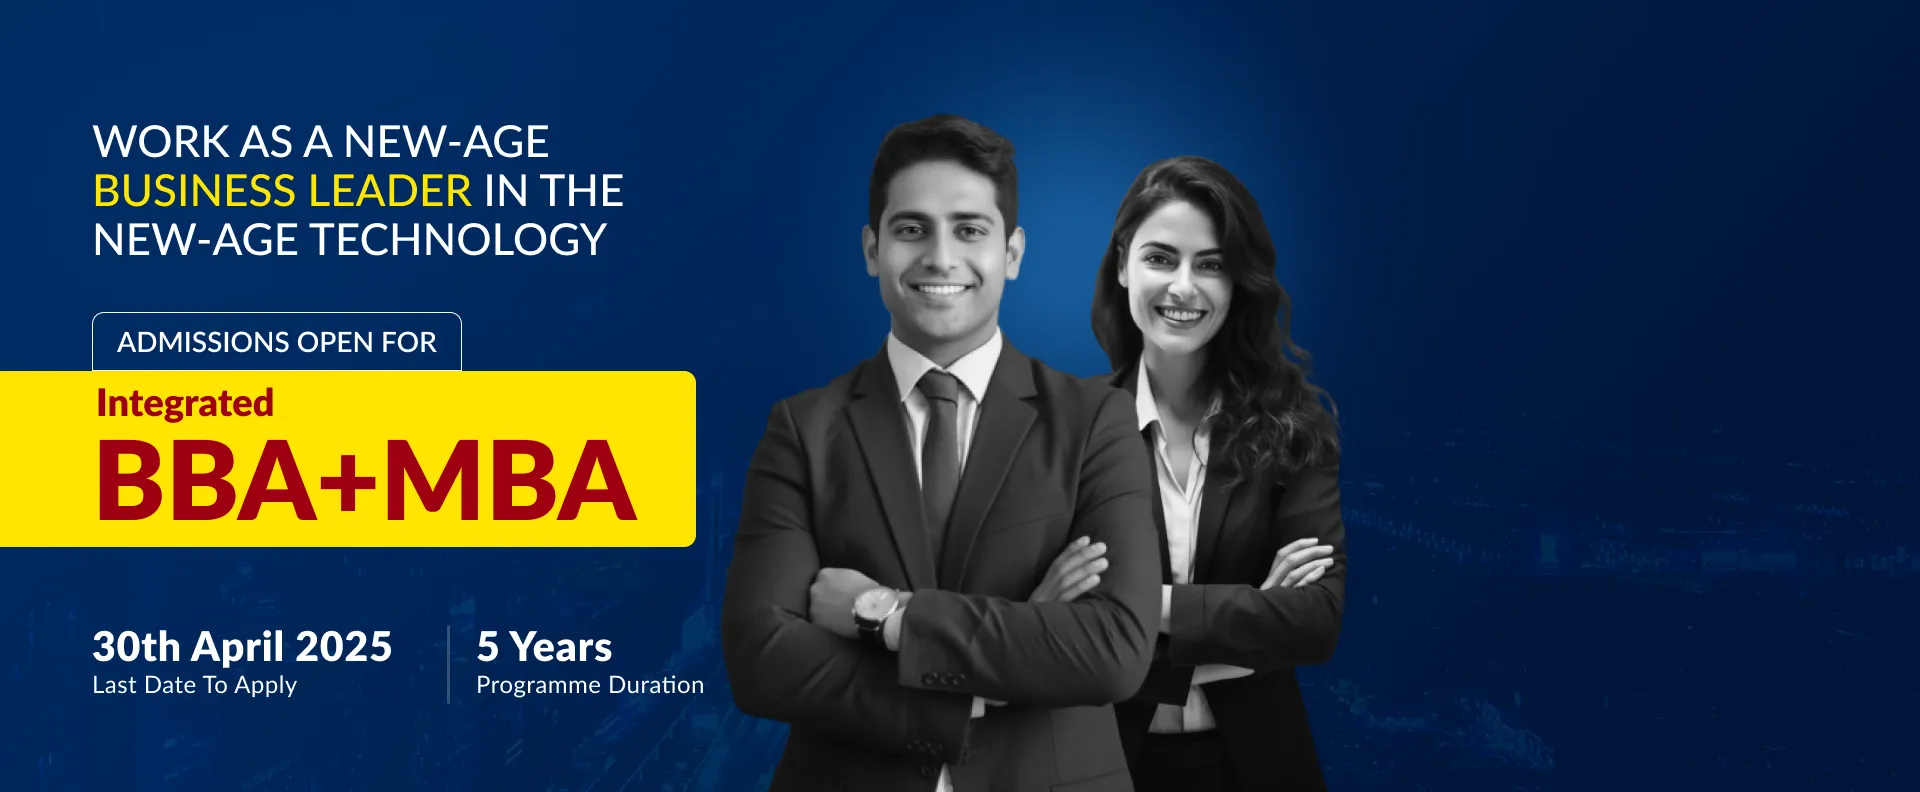 WORK AS A NEW-AGE
BUSINESS LEADER IN THE
NEW-AGE TECHNOLOGY
ADMISSIONS OPEN FOR
Integrated
BBA+MBA
30th April 2025
Last Date To Apply
5 Years
Programme Duration